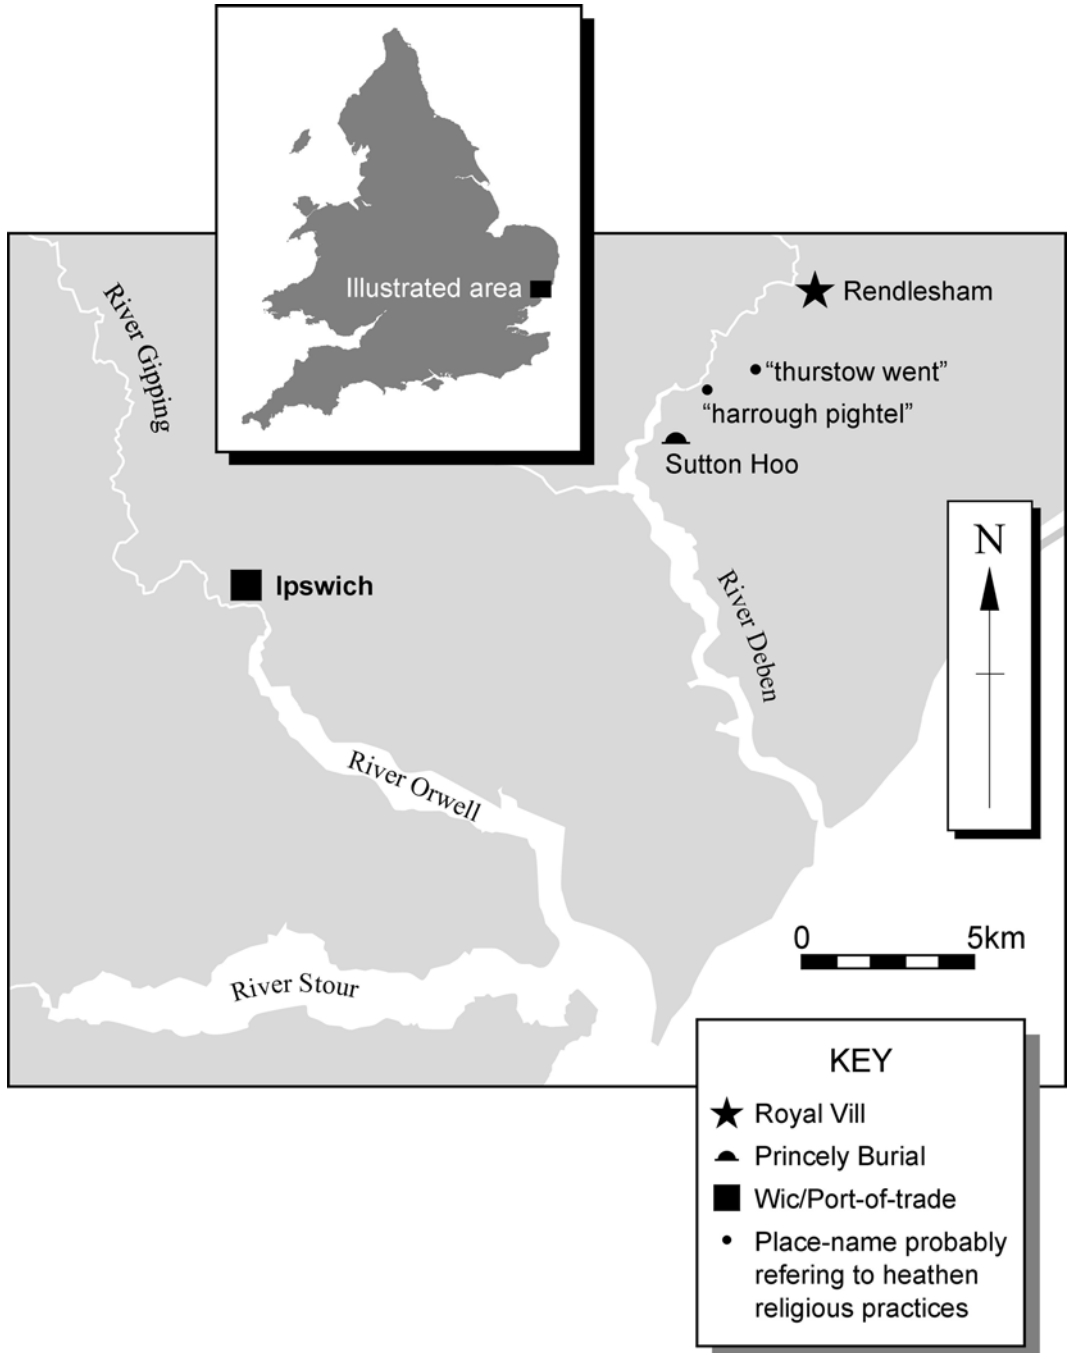 Illustrated area
River Gipping
Rendlesham
“thurstow went”
“harrough pightel”
Sutton Hoo
N
Ipswich
River Deben
River Orwell
0 5km
River Stour
KEY
Royal Vill
Princely Burial
Wic/Port-of-trade
Place-name probably
refering to heathen
religious practices